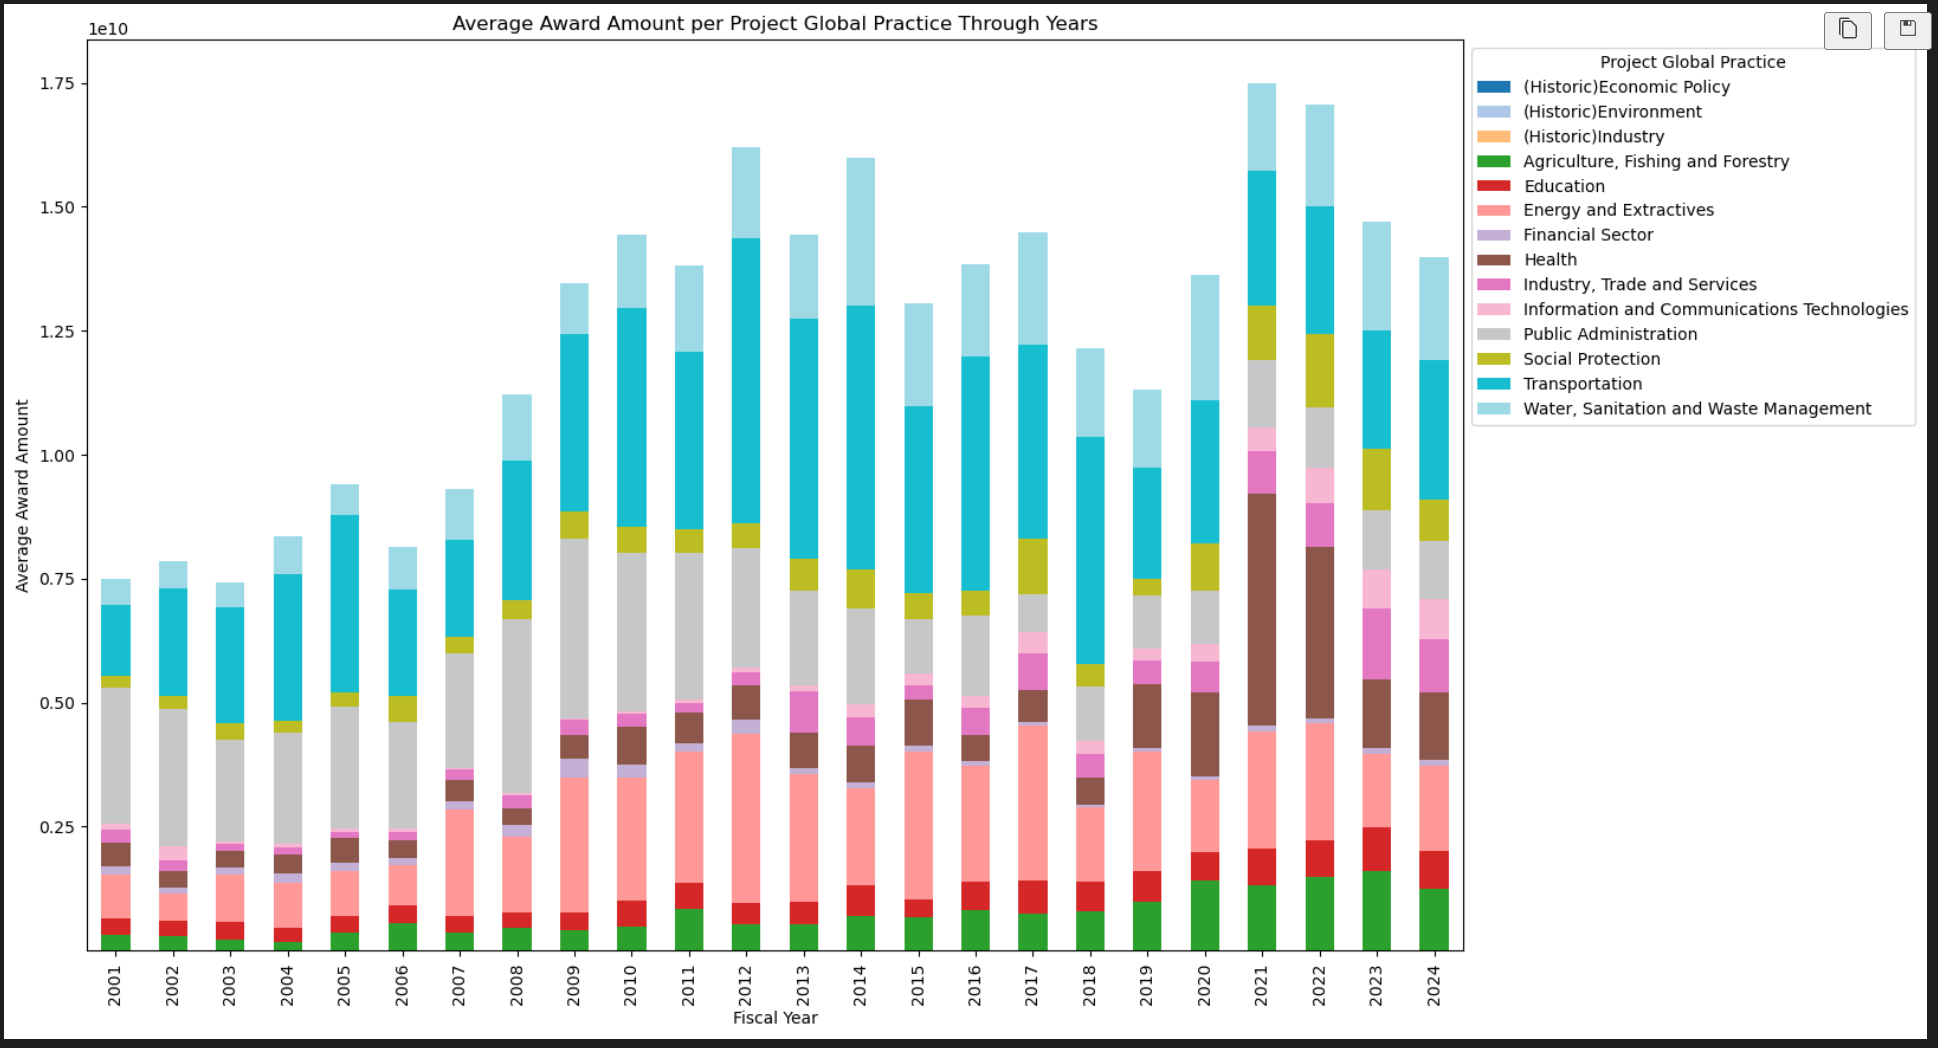 Average Award Amount per Project Global Practice Through Years
1e10
1.75
1.50
1.25
1.00
0.75
0.50
0.25
Average Award Amount
2001
2002
2003
2004
2005
2006
2007
2008
2009
2010
2011
2012
2013
2014
2015
2016
2017
2018
2019
2020
2021
2022
2023
2024
Fiscal Year
Project Global Practice
(Historic)Economic Policy
(Historic)Environment
(Historic)Industry
Agriculture, Fishing and Forestry
Education
Energy and Extractives
Financial Sector
Health
Industry, Trade and Services
Information and Communications Technologies
Public Administration
Social Protection
Transportation
Water, Sanitation and Waste Management